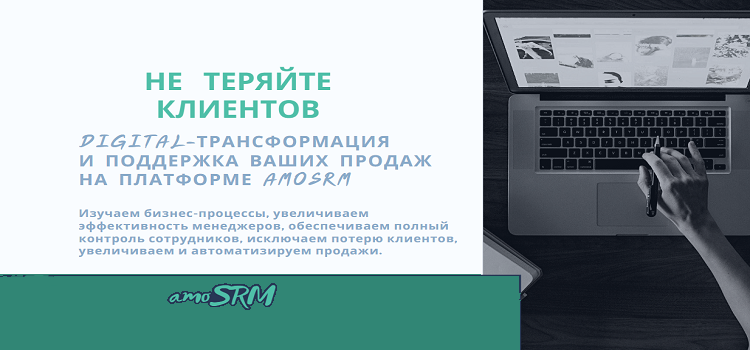 НЕ ТЕРЯЙТЕ
КЛИЕНТОВ
DIGITAL-ТРАНСФОРМАЦИЯ
И ПОДДЕРЖКА ВАШИХ ПРОДАЖ
НА ПЛАТФОРМЕ AMOSRM
Изучаем бизнес-процессы, увеличиваем
эффективность менеджеров, обеспечиваем полный
контроль сотрудников, исключаем потерю клиентов,
увеличиваем и автоматизируем продажи.
amoSRM